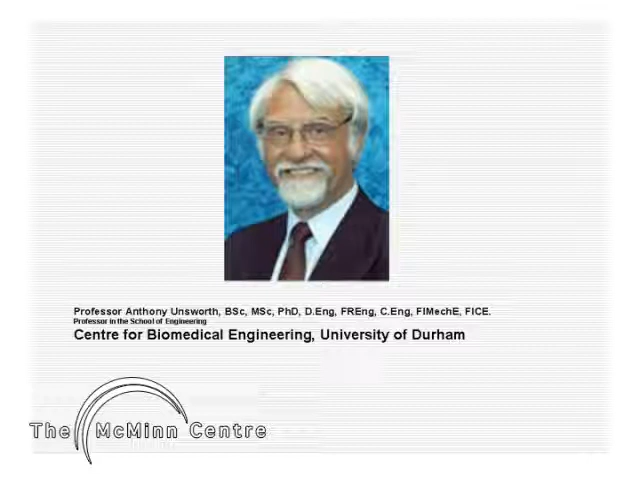 Professor Anthony Unsworth, BSc, MSc, PhD, D.Eng, FREng, C.Eng, FIMechE, FICE.
Professor in the School of Engineering
Centre for Biomedical Engineering, University of Durham
The McMinn Centre